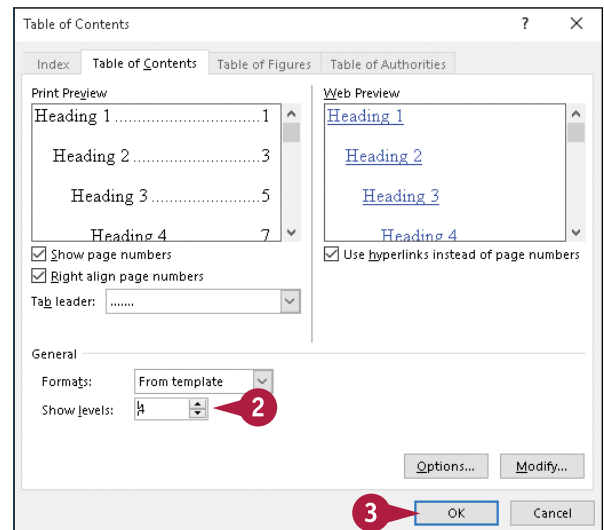 Table of Contents ? ×
Index Table of Contents Table of Figures Table of Authorities
Print Preview Web Preview
Heading 1 ..................................1 Heading 1
Heading 2 ..........................3 Heading 2
Heading 3 ......................5 Heading 3
Heading 4 7 Heading 4
Show page numbers Use hyperlinks instead of page numbers
Right align page numbers
Tab leader: .......
General
Formats: From template
Show levels: 4 2
Options... Modify...
3 OK Cancel